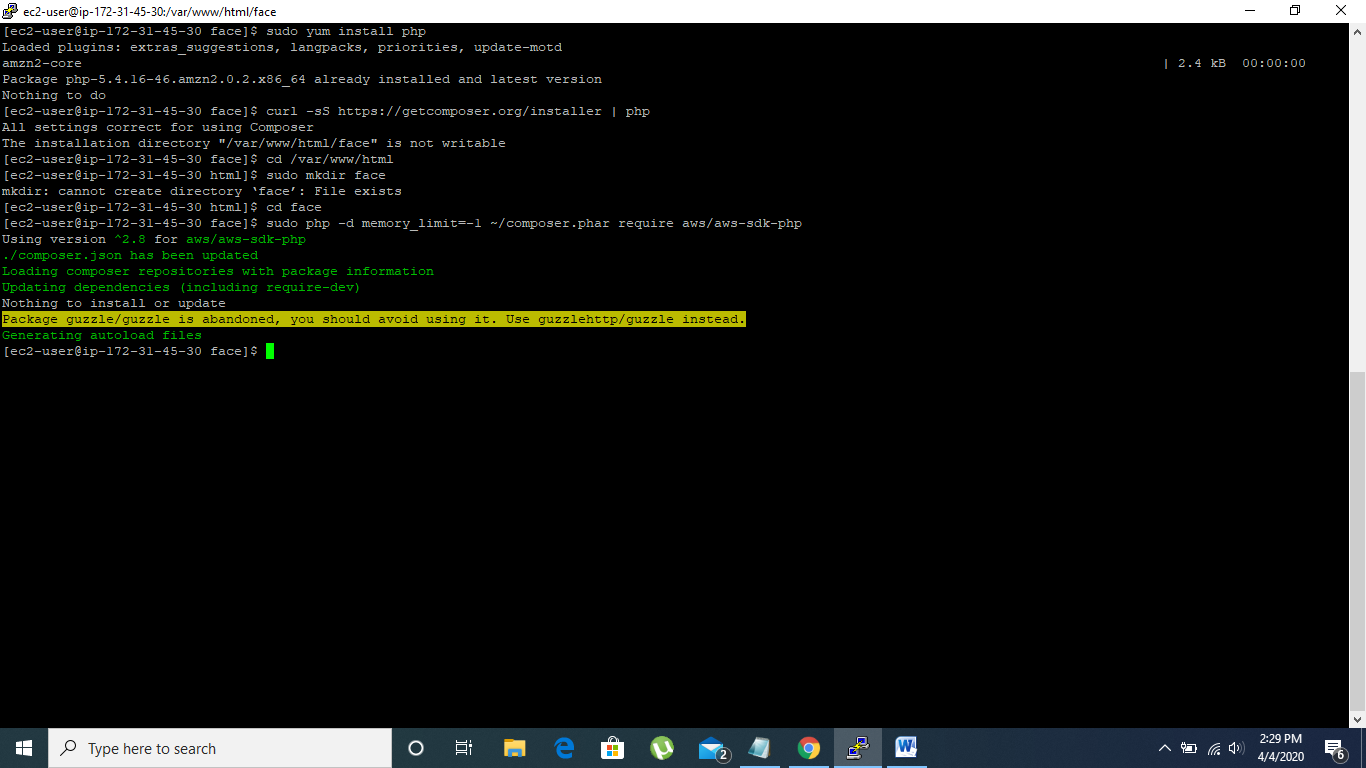 ec2-user@ip-172-31-45-30:/var/www/html/face
[ec2-user@ip-172-31-45-30 face]$ sudo yum install php
Loaded plugins: extras_suggestions, langpacks, priorities, update-motd
amzn2-core | 2.4 kB 00:00:00
Package php-5.4.16-46.amzn2.0.2.x86_64 already installed and latest version
Nothing to do
[ec2-user@ip-172-31-45-30 face]$ curl -sS https://getcomposer.org/installer | php
All settings correct for using Composer
The installation directory "/var/www/html/face" is not writable
[ec2-user@ip-172-31-45-30 face]$ cd /var/www/html
[ec2-user@ip-172-31-45-30 html]$ sudo mkdir face
mkdir: cannot create directory ‘face’: File exists
[ec2-user@ip-172-31-45-30 html]$ cd face
[ec2-user@ip-172-31-45-30 face]$ sudo php -d memory_limit=-1 ~/composer.phar require aws/aws-sdk-php
Using version ^2.8 for aws/aws-sdk-php
./composer.json has been updated
Loading composer repositories with package information
Updating dependencies (including require-dev)
Nothing to install or update
Package guzzle/guzzle is abandoned, you should avoid using it. Use guzzlehttp/guzzle instead.
Generating autoload files
[ec2-user@ip-172-31-45-30 face]$
Type here to search
2
2:29 PM
4/4/2020
6